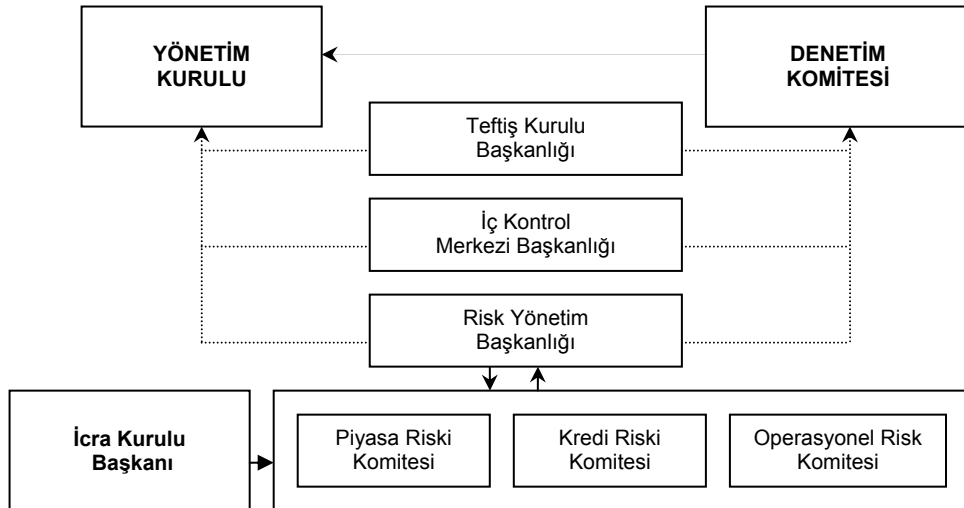 YÖNETİM
KURULU
DENETİM
KOMİTESİ
Teftiş Kurulu
Başkanlığı
İç Kontrol
Merkezi Başkanlığı
Risk Yönetim
Başkanlığı
İcra Kurulu
Başkanı
Piyasa Riski
Komitesi
Kredi Riski
Komitesi
Operasyonel Risk
Komitesi